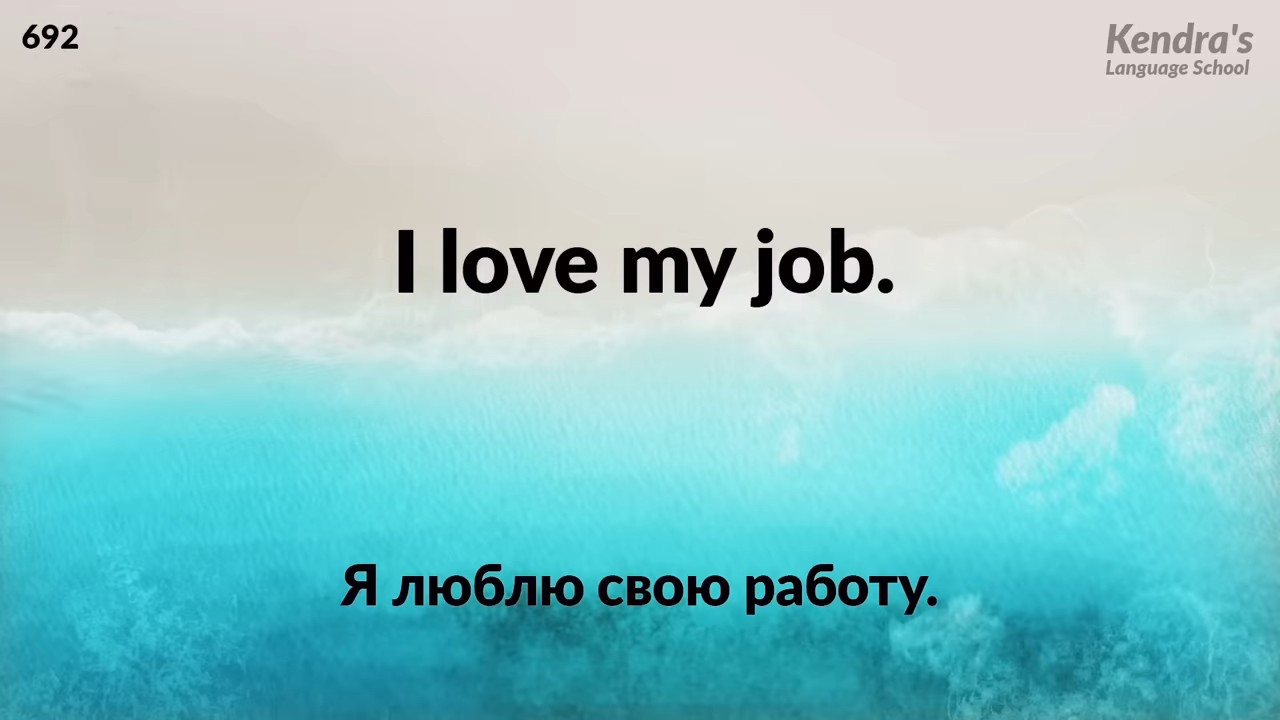 692
Kendra's
Language School
I love my job.
Я люблю свою работу.